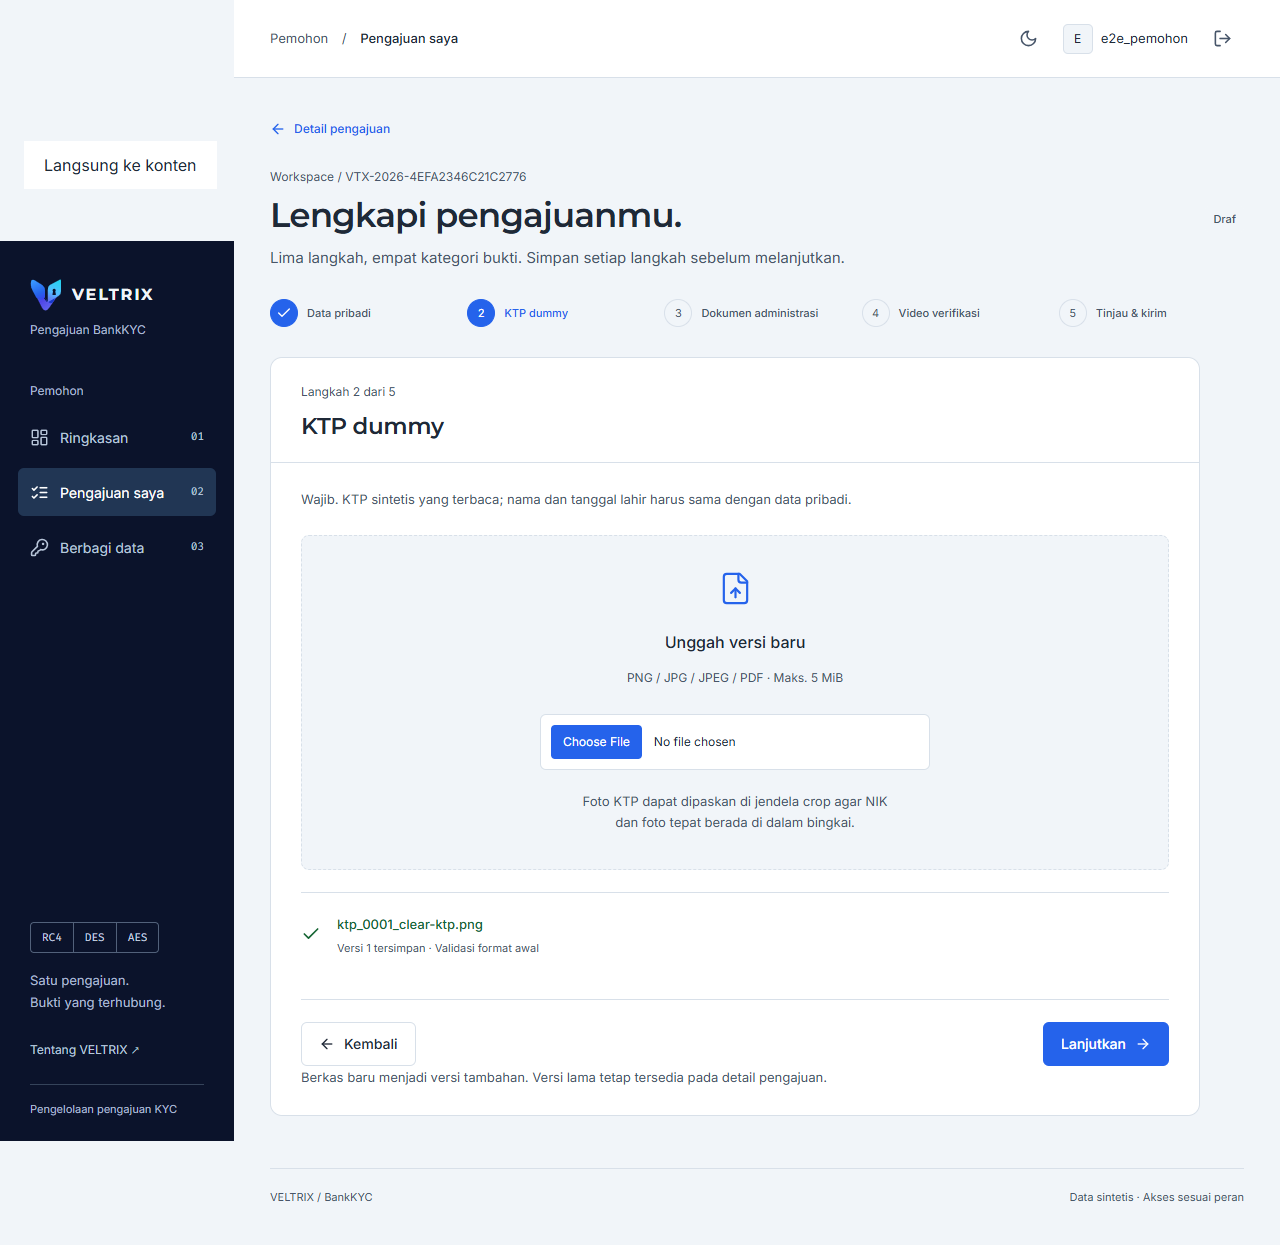 Pemohon / Pengajuan saya
E e2e_pemohon
Langsung ke konten
VELTRIX
Pengajuan BankKYC
Pemohon
Ringkasan 01
Pengajuan saya 02
Berbagi data 03
RC4 DES AES
Satu pengajuan.
Bukti yang terhubung.
Tentang VELTRIX ↗
Pengelolaan pengajuan KYC
← Detail pengajuan
Workspace / VTX-2026-4EFA2346C21C2776
Lengkapi pengajuanmu.
Draf
Lima langkah, empat kategori bukti. Simpan setiap langkah sebelum melanjutkan.
Data pribadi
2 KTP dummy
3 Dokumen administrasi
4 Video verifikasi
5 Tinjau & kirim
Langkah 2 dari 5
KTP dummy
Wajib. KTP sintetis yang terbaca; nama dan tanggal lahir harus sama dengan data pribadi.
Unggah versi baru
PNG / JPG / JPEG / PDF · Maks. 5 MiB
Choose File No file chosen
Foto KTP dapat dipaskan di jendela crop agar NIK
dan foto tepat berada di dalam bingkai.
ktp_0001_clear-ktp.png
Versi 1 tersimpan · Validasi format awal
← Kembali
Lanjutkan →
Berkas baru menjadi versi tambahan. Versi lama tetap tersedia pada detail pengajuan.
VELTRIX / BankKYC
Data sintetis · Akses sesuai peran